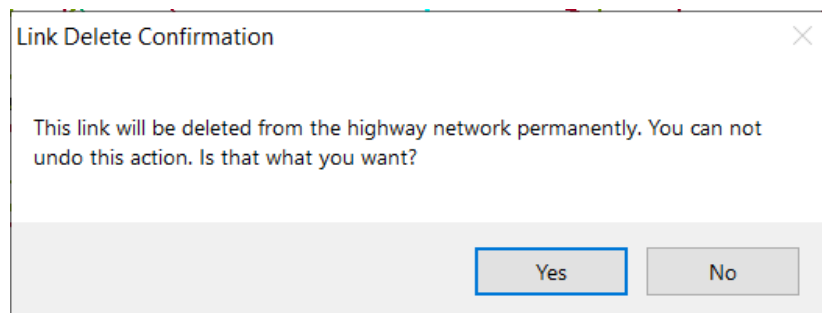 Link Delete Confirmation
This link will be deleted from the highway network permanently. You can not
undo this action. Is that what you want?
Yes
No